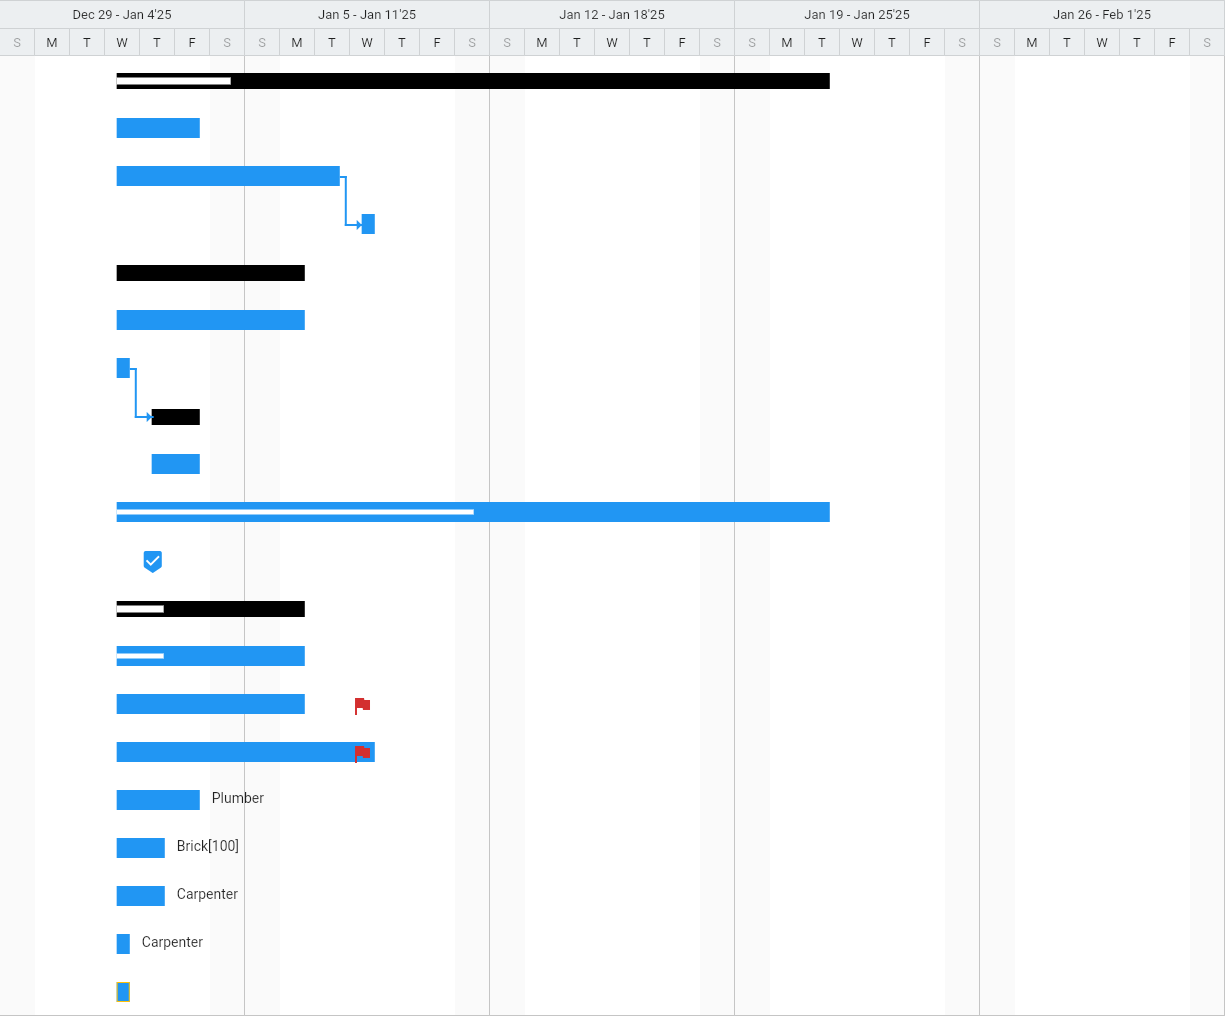 Dec 29 - Jan 4'25 Jan 5 - Jan 11'25 Jan 12 - Jan 18'25 Jan 19 - Jan 25'25 Jan 26 - Feb 1'25
S M T W T F S S M T W T F S S M T W T F S S M T W T F S S M T W T F S
Plumber
Brick[100]
Carpenter
Carpenter